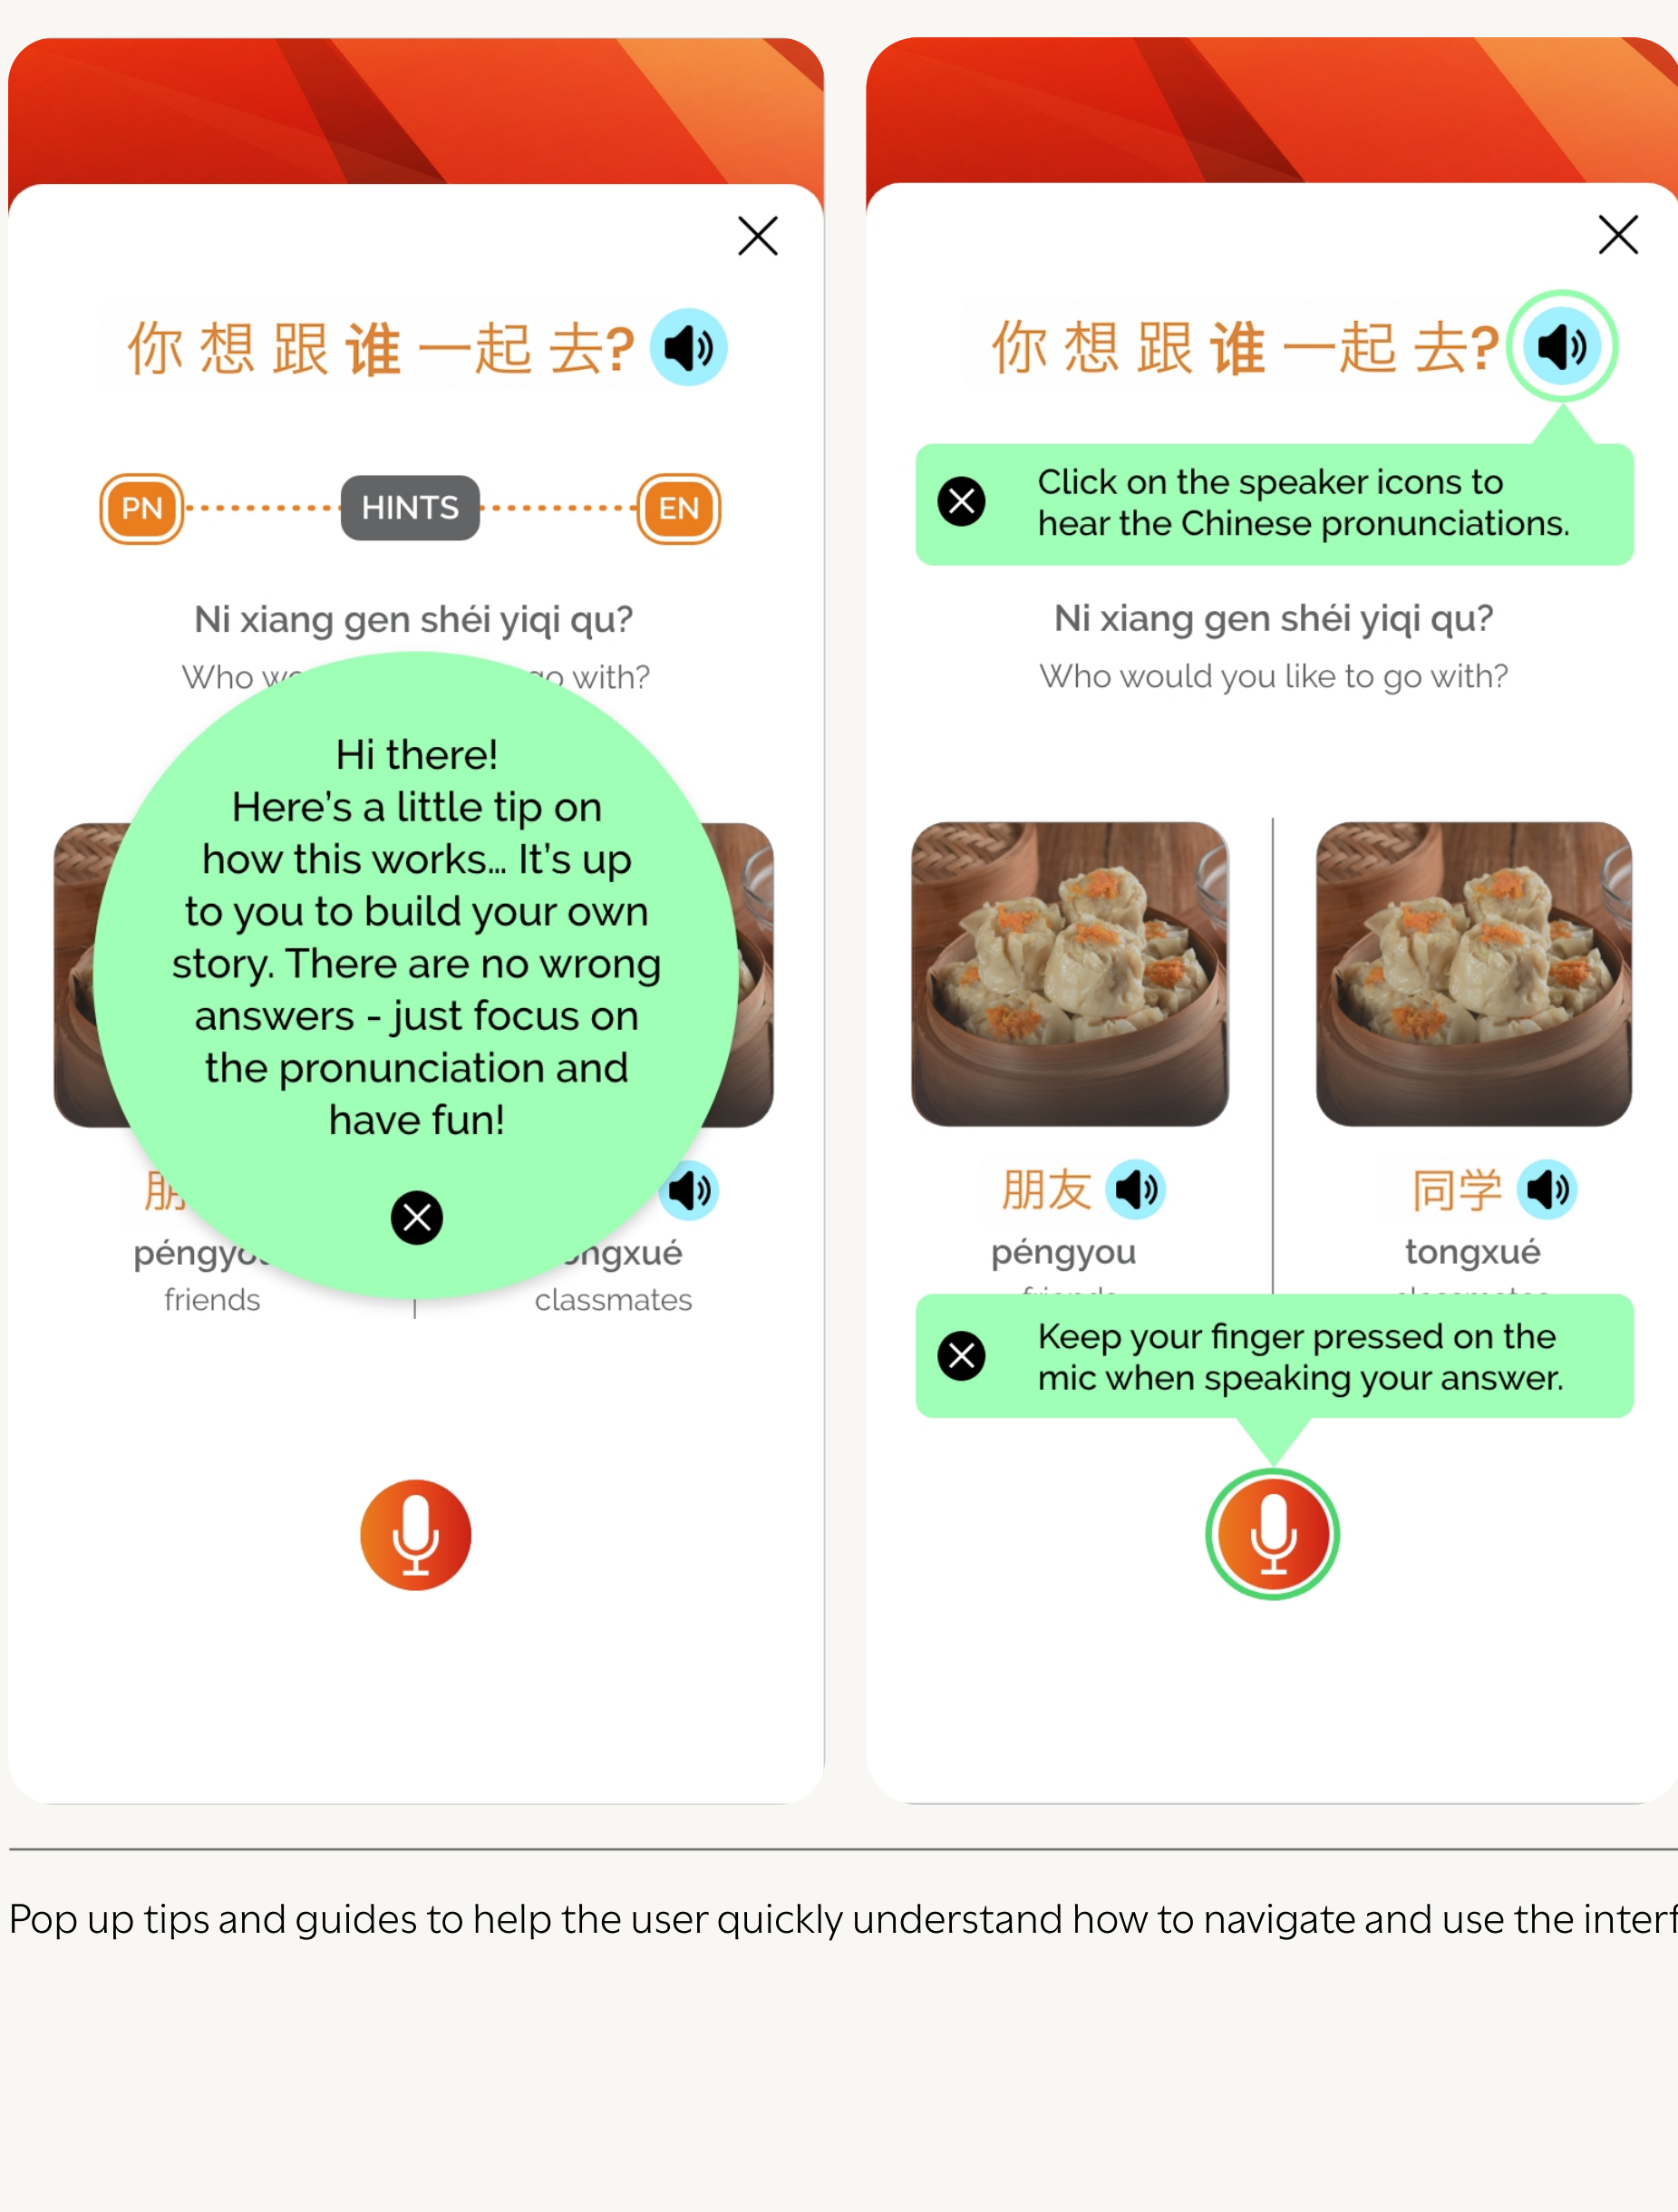 你 想 跟 谁 一起 去?
PN HINTS EN
Ni xiang gen shéi yiqi qu?
Who with?
Hi there!
Here's a little tip on
how this works... It's up
to you to build your own
story. There are no wrong
answers - just focus on
the pronunciation and
have fun!
friends
classmates
你 想 跟 谁 一起 去?
Click on the speaker icons to
hear the Chinese pronunciations.
Ni xiang gen shéi yiqi qu?
Who would you like to go with?
朋友
péngyou
同学
tongxué
Keep your finger pressed on the
mic when speaking your answer.
Pop up tips and guides to help the user quickly understand how to navigate and use the